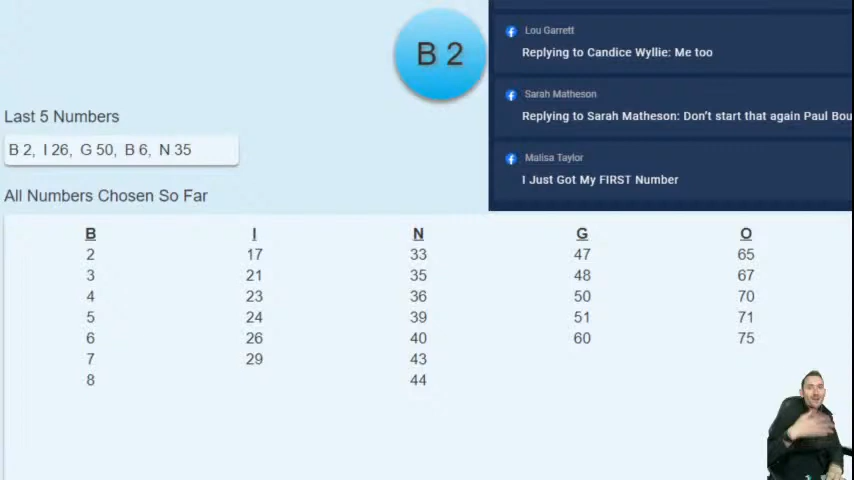 B 2
Lou Garrett
Replying to Candice Wyllie: Me too
Sarah Matheson
Replying to Sarah Matheson: Don't start that again Paul Bou
Malisa Taylor
I Just Got My FIRST Number
Last 5 Numbers
B 2, I 26, G 50, B 6, N 35
All Numbers Chosen So Far
B I N G O
2 17 33 47 65
3 21 35 48 67
4 23 36 50 70
5 24 39 51 71
6 26 40 60 75
7 29 43
8 44